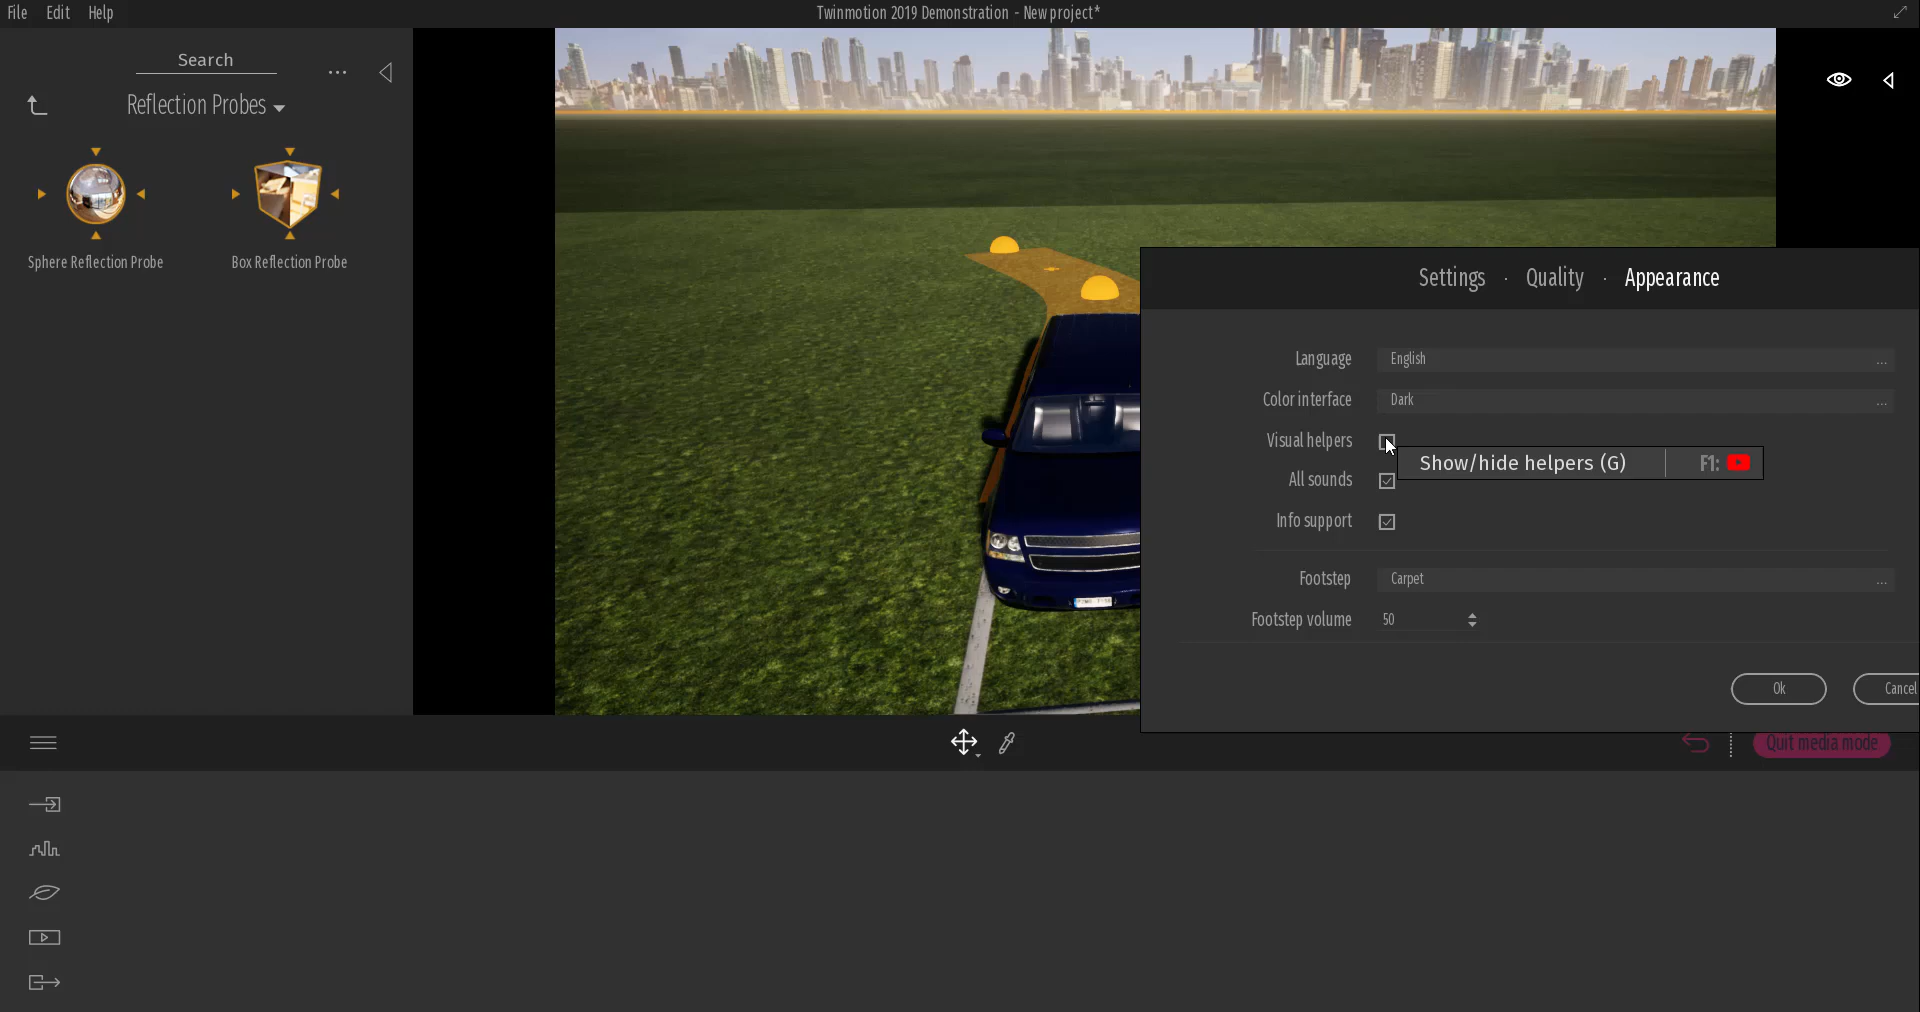 File Edit Help
Twinmotion 2019 Demonstration - New project*
Search
...
Reflection Probes
Sphere Reflection Probe
Box Reflection Probe
Settings · Quality · Appearance
Language English ...
Color interface Dark ...
Visual helpers
Show/hide helpers (G) F1:
All sounds
Info support
Footstep Carpet ...
Footstep volume 50
Ok Cancel
Quit media mode